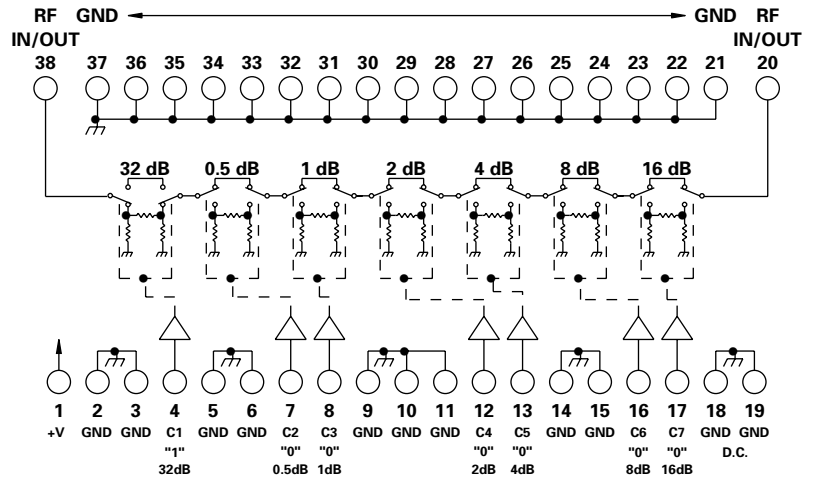 RF GND GND RF
IN/OUT IN/OUT
38 37 36 35 34 33 32 31 30 29 28 27 26 25 24 23 22 21 20
32 dB 0.5 dB 1 dB 2 dB 4 dB 8 dB 16 dB
1 2 3 4 5 6 7 8 9 10 11 12 13 14 15 16 17 18 19
+V GND GND C1 GND GND C2 C3 GND GND GND C4 C5 GND GND C6 C7 GND GND
"1" "0" "0" "0" "0" "0" "0" D.C.
32dB 0.5dB 1dB 2dB 4dB 8dB 16dB